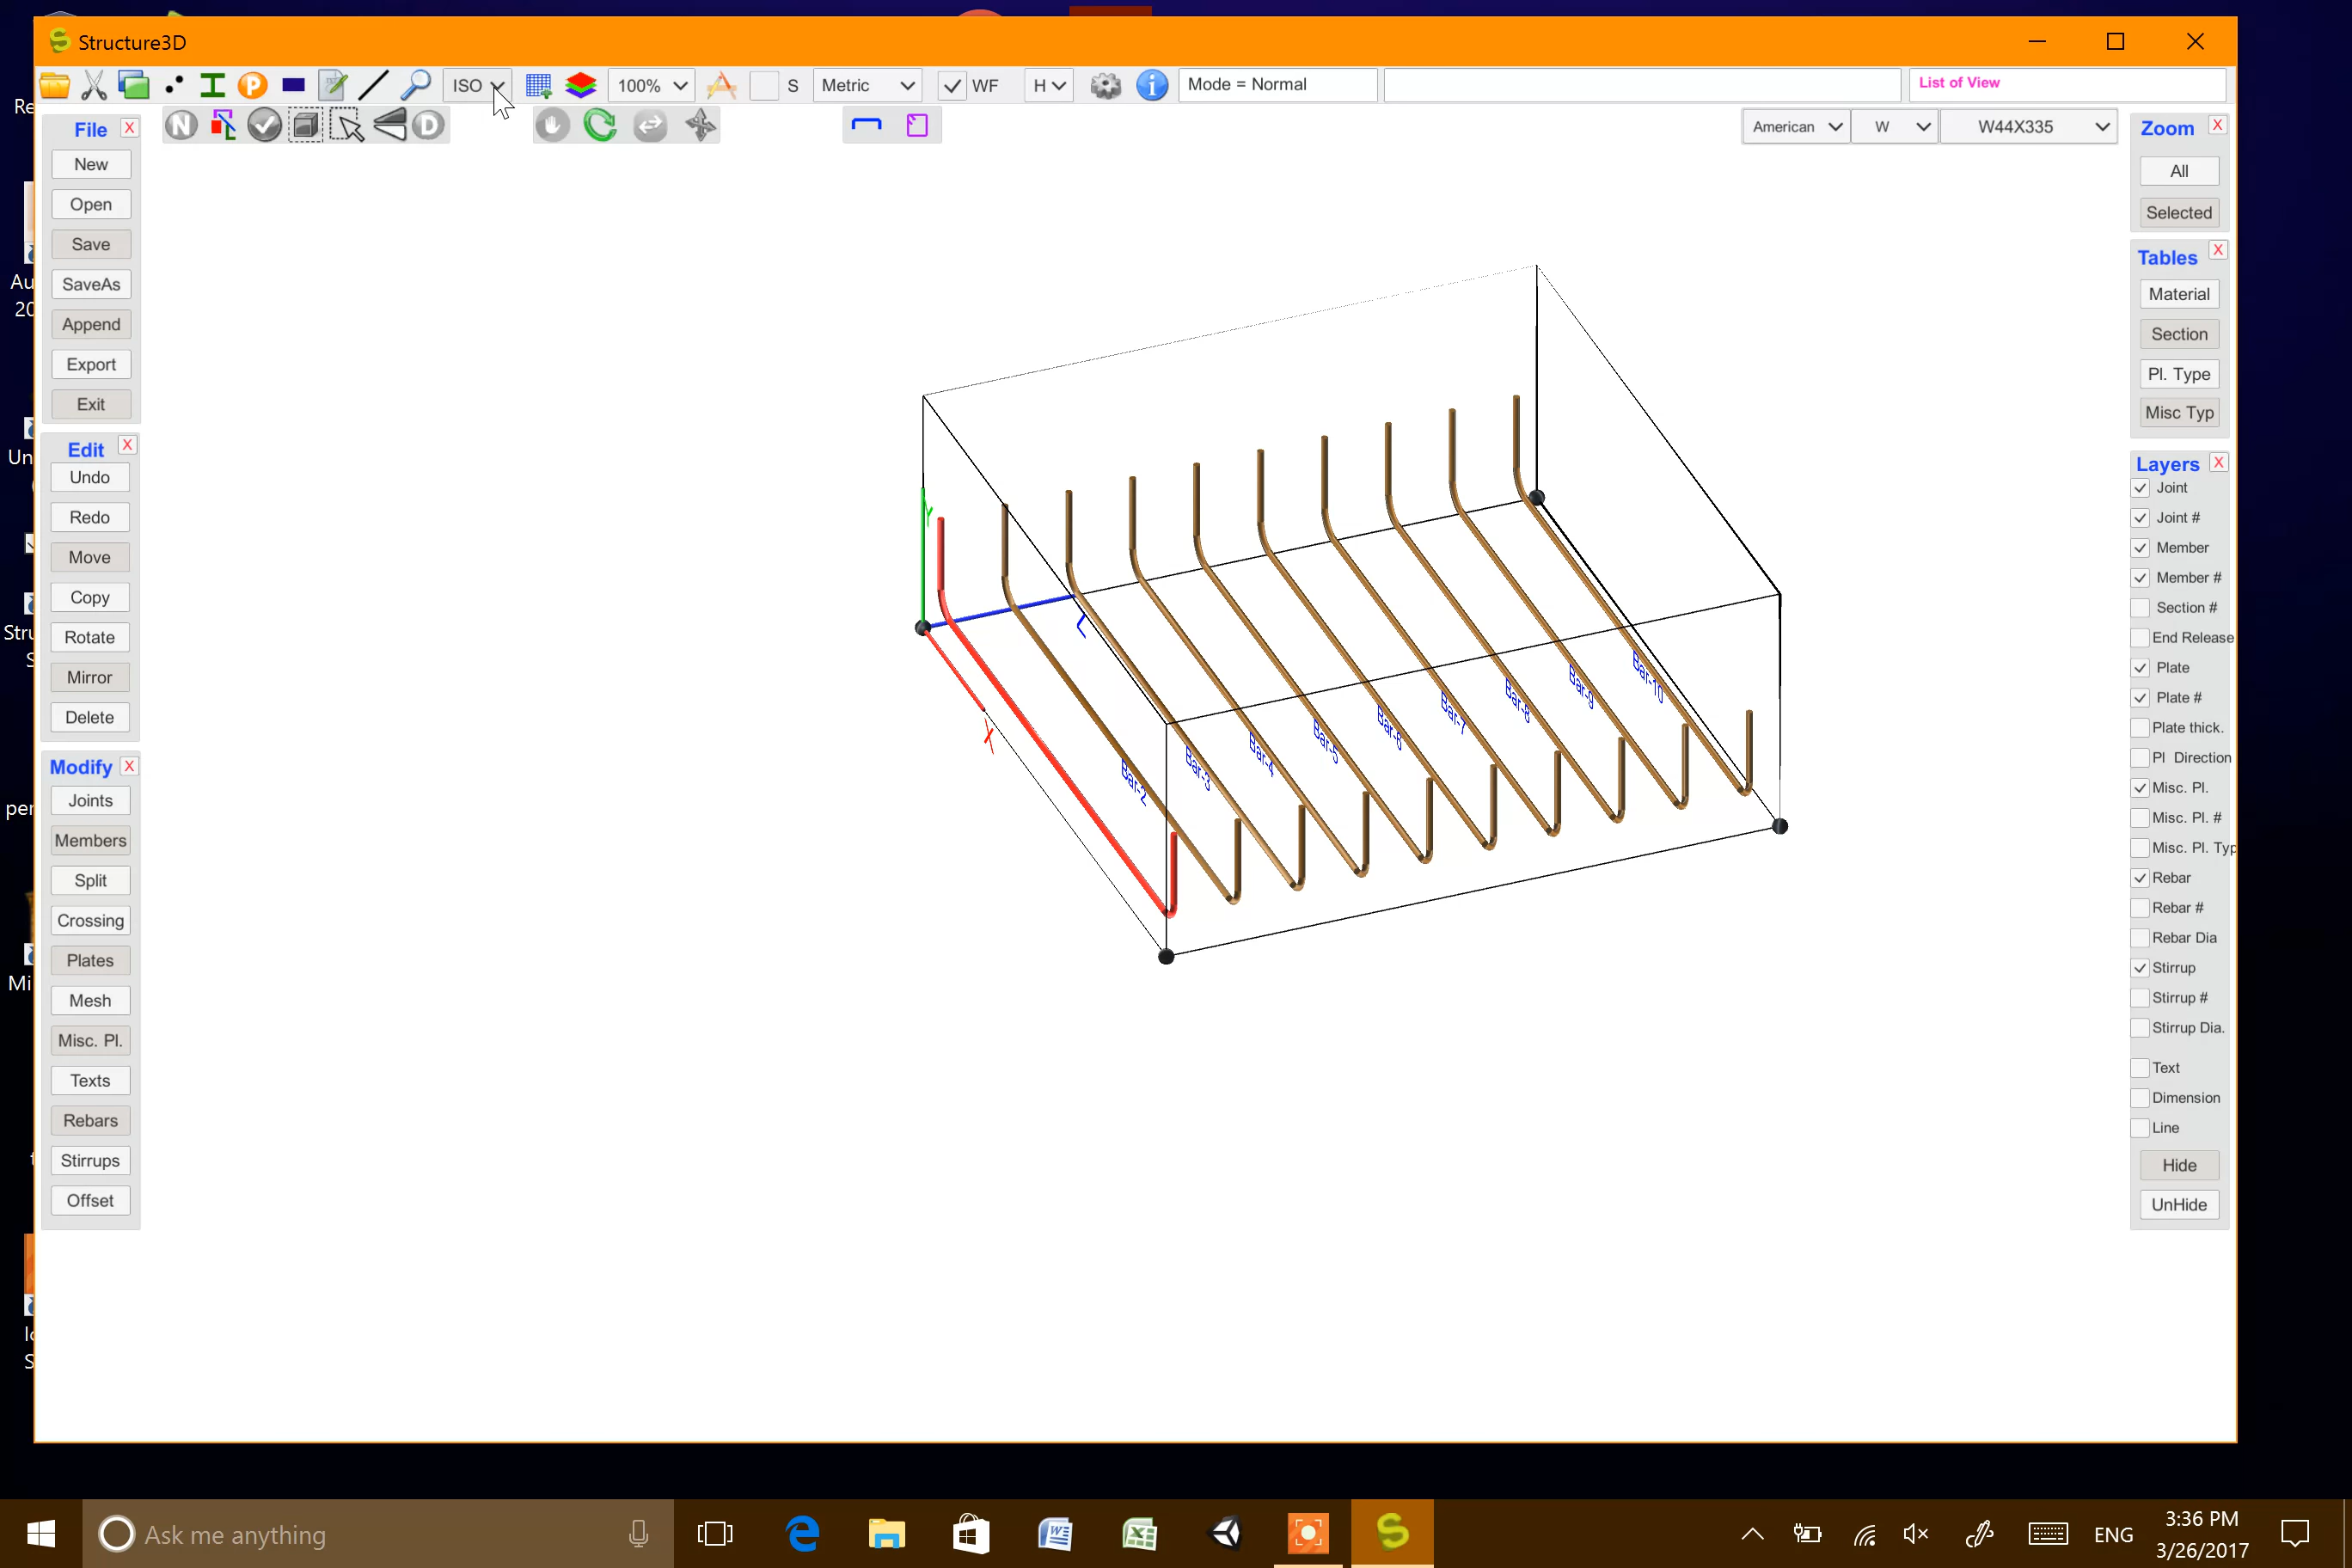 Structure3D
ISO
100%
S
Metric
WF
H
Mode = Normal
List of View
N
D
American
W
W44X335
File
X
New
Open
Save
SaveAs
Append
Export
Exit
Edit
X
Undo
Redo
Move
Copy
Rotate
Mirror
Delete
Modify
X
Joints
Members
Split
Crossing
Plates
Mesh
Misc. Pl.
Texts
Rebars
Stirrups
Offset
Y
X
Bar-2
Bar-3
Bar-4
Bar-5
Bar-6
Bar-7
Bar-8
Bar-9
Bar-10
Zoom
X
All
Selected
Tables
X
Material
Section
Pl. Type
Misc Typ
Layers
X
Joint
Joint #
Member
Member #
Section #
End Release
Plate
Plate #
Plate thick.
Pl Direction
Misc. Pl.
Misc. Pl. #
Misc. Pl. Typ
Rebar
Rebar #
Rebar Dia
Stirrup
Stirrup #
Stirrup Dia.
Text
Dimension
Line
Hide
UnHide
Ask me anything
ENG
3:36 PM
3/26/2017